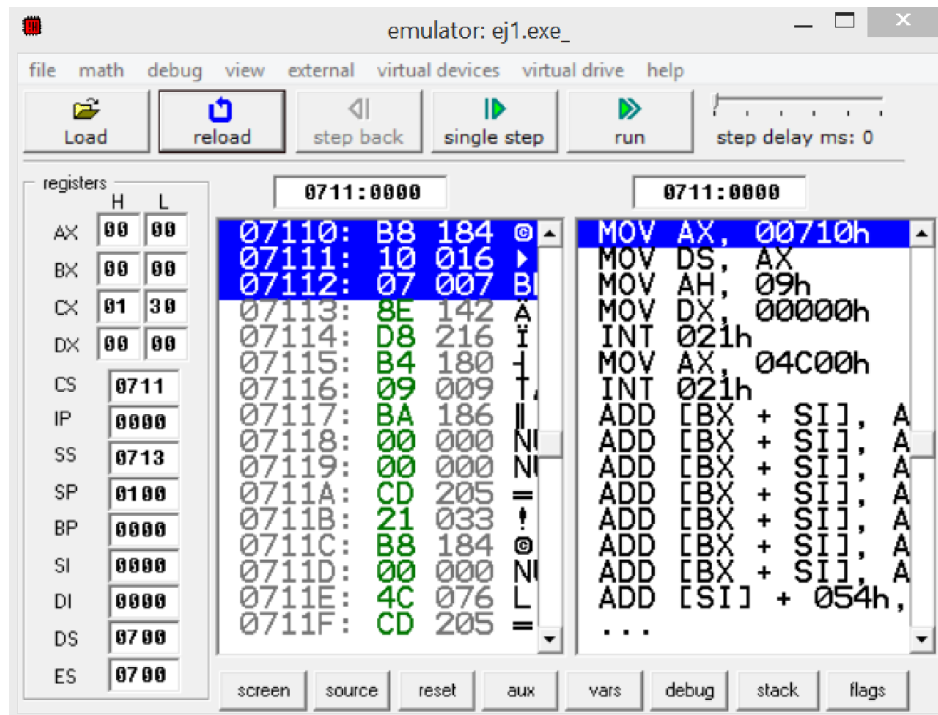 emulator: ej1.exe_
file math debug view external virtual devices virtual drive help
Load reload step back single step run step delay ms: 0
registers
H L
0711:0000 0711:0000
AX 00 00
BX 00 00
CX 01 30
DX 00 00
CS 0711
IP 0000
SS 0713
SP 0100
BP 0000
SI 0000
DI 0000
DS 0700
ES 0700
07110: B8 184 ©
07111: 10 016
07112: 07 007 B
07113: 8E 142 Ä
07114: D8 216 Ï
07115: B4 180 ┤
07116: 09 009 T
07117: BA 186 ║
07118: 00 000 NU
07119: 00 000 NU
0711A: CD 205 =
0711B: 21 033 !
0711C: B8 184 ©
0711D: 00 000 NU
0711E: 4C 076 L
0711F: CD 205 =
MOV AX, 00710h
MOV DS, AX
MOV AH, 09h
MOV DX, 00000h
INT 021h
MOV AX, 04C00h
INT 021h
ADD [BX + SI], A
ADD [BX + SI], A
ADD [BX + SI], A
ADD [BX + SI], A
ADD [BX + SI], A
ADD [BX + SI], A
ADD [BX + SI], A
ADD [SI] + 054h,
...
screen source reset aux vars debug stack flags